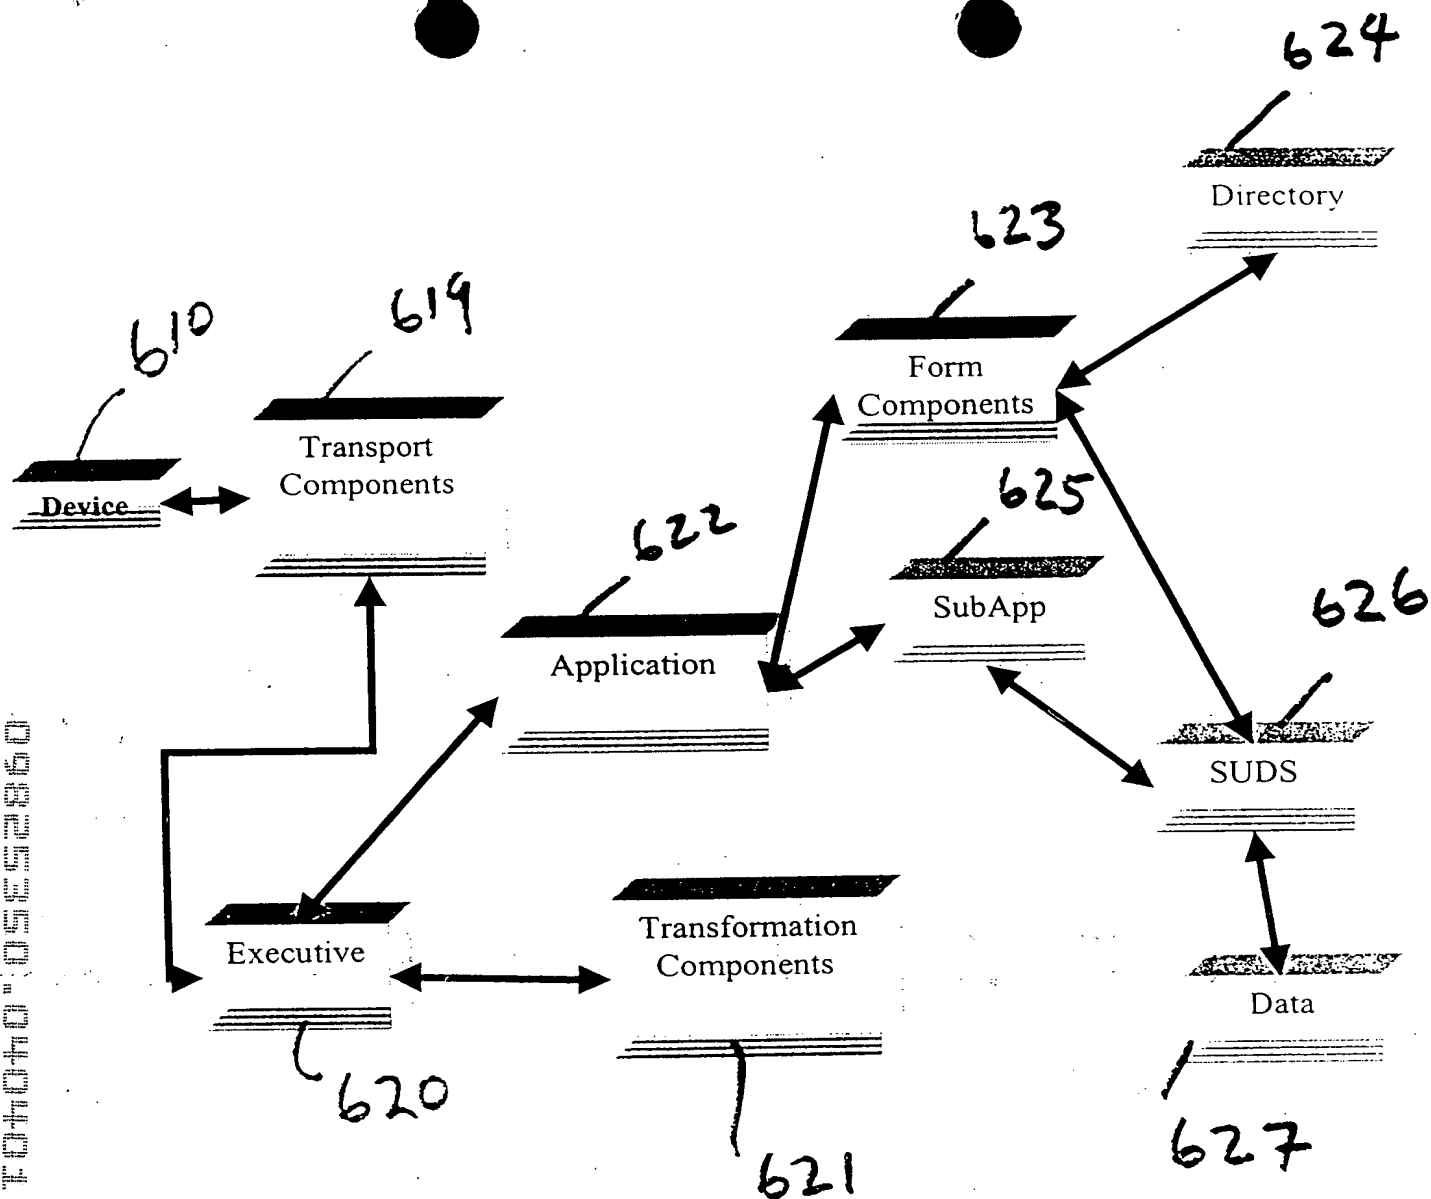 624
Directory
623
Form
Components
619
610
Transport
Components
Device
625
622
SubApp
626
Application
SUDS
Transformation
Components
Executive
Data
620
627
621